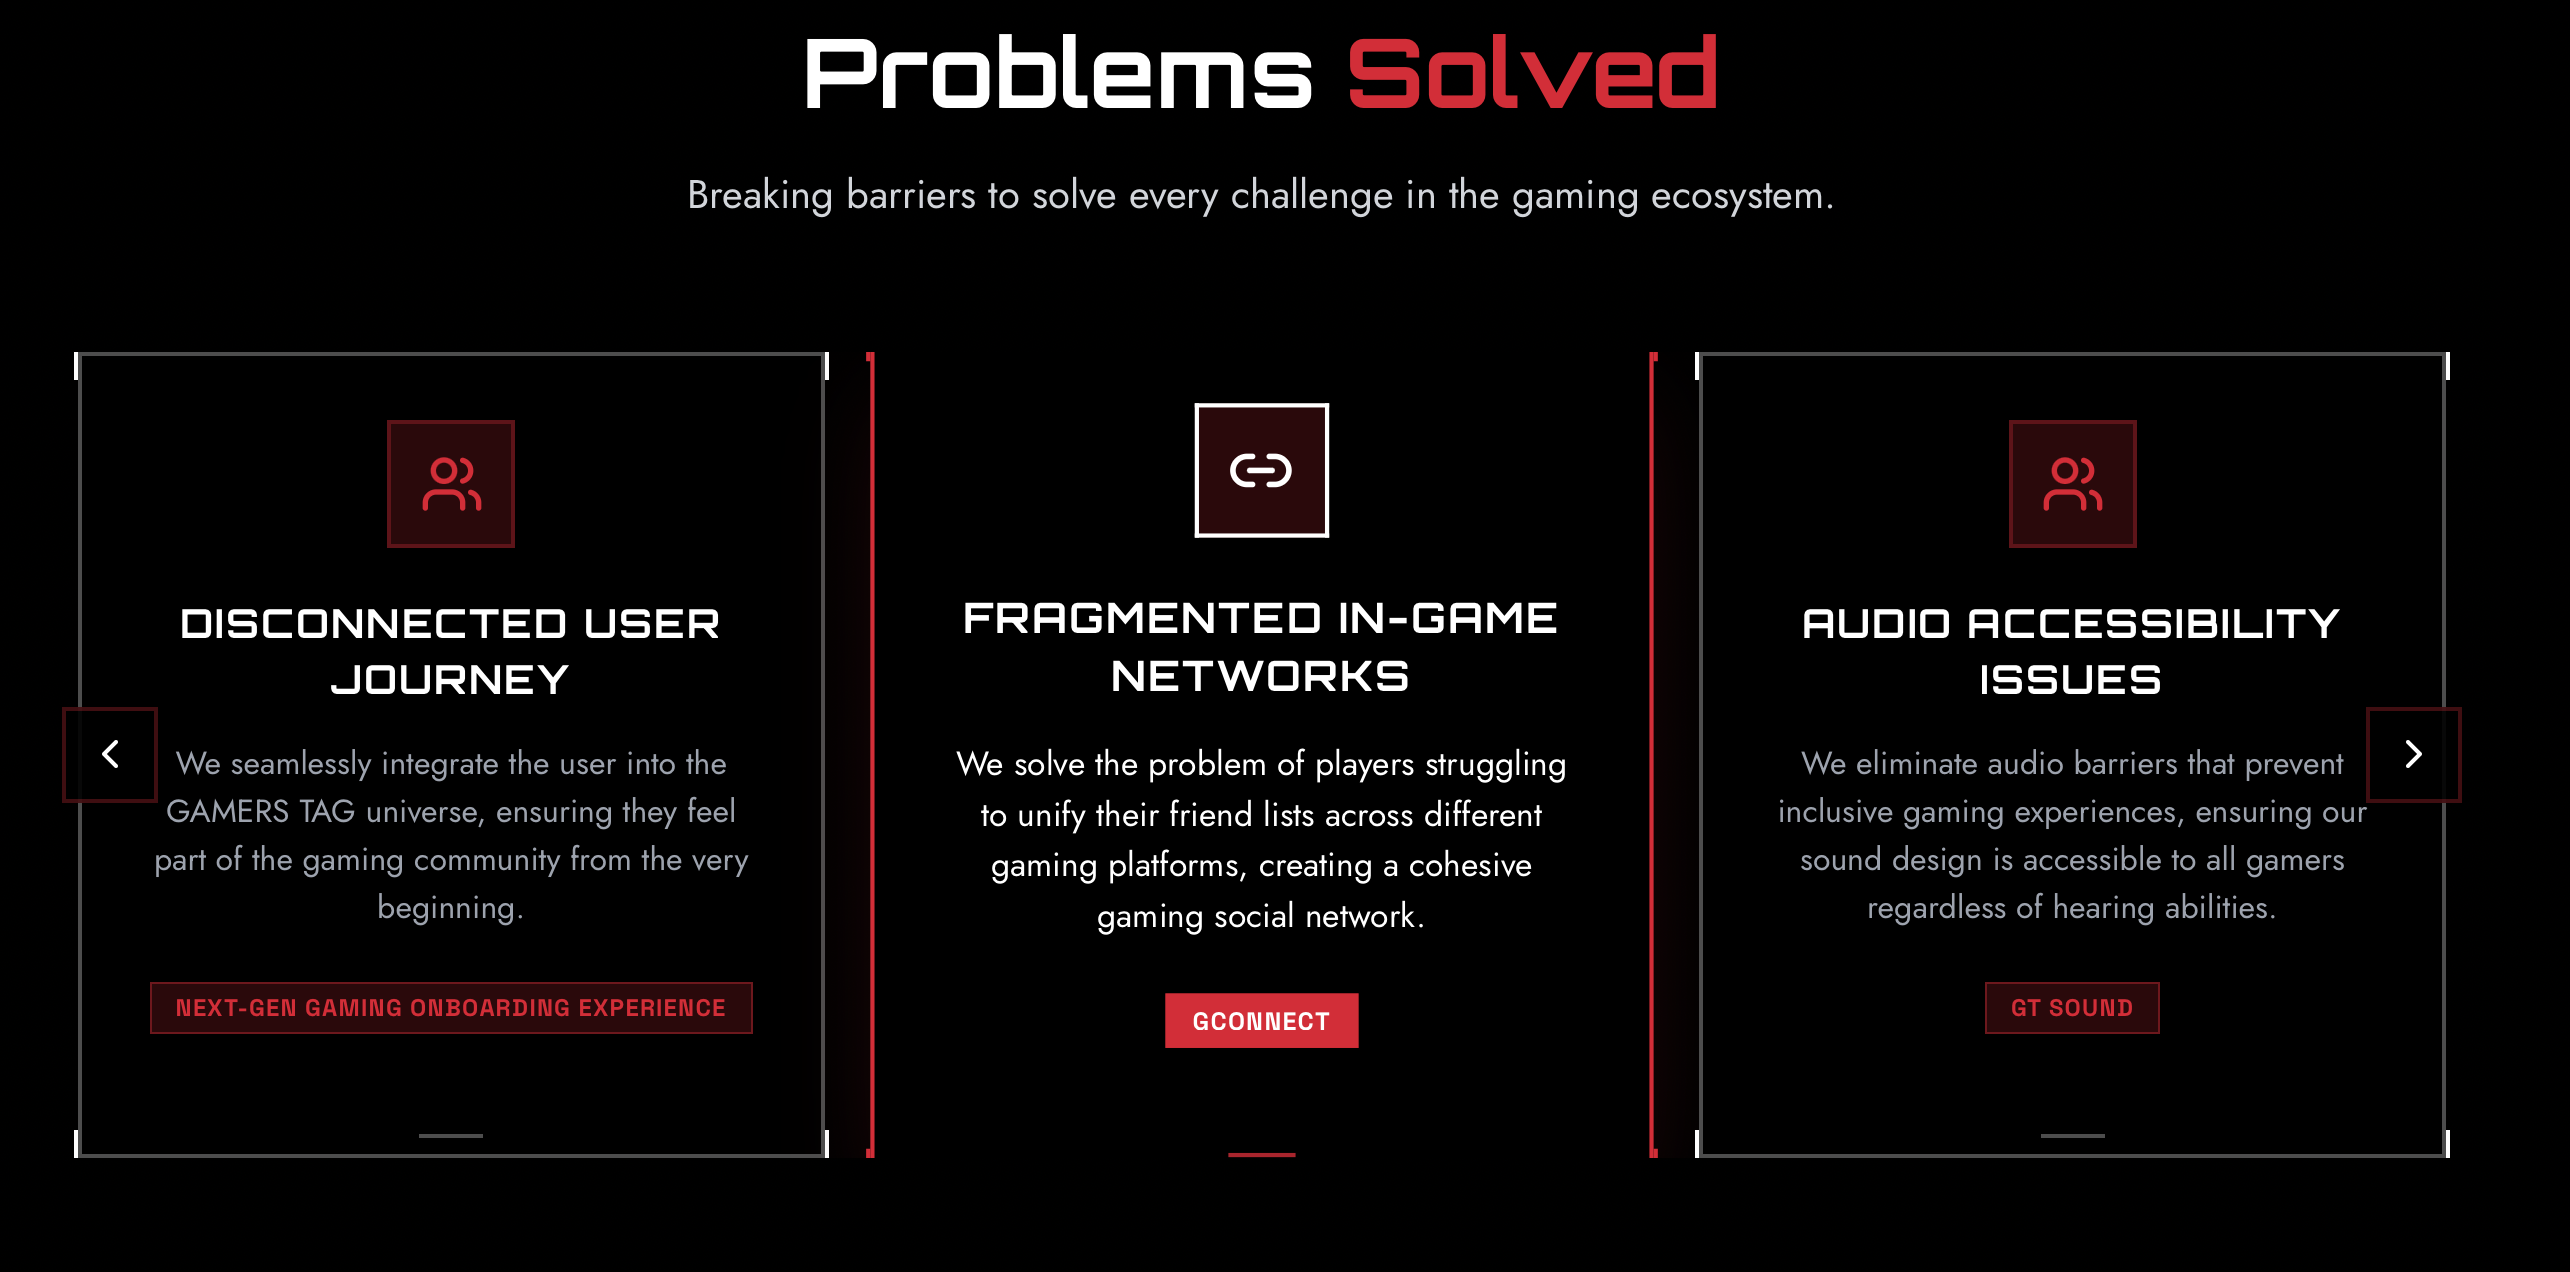 Problems Solved
Breaking barriers to solve every challenge in the gaming ecosystem.
DISCONNECTED USER
JOURNEY
We seamlessly integrate the user into the
GAMERS TAG universe, ensuring they feel
part of the gaming community from the very
beginning.
NEXT-GEN GAMING ONBOARDING EXPERIENCE
FRAGMENTED IN-GAME
NETWORKS
We solve the problem of players struggling
to unify their friend lists across different
gaming platforms, creating a cohesive
gaming social network.
GCONNECT
AUDIO ACCESSIBILITY
ISSUES
We eliminate audio barriers that prevent
inclusive gaming experiences, ensuring our
sound design is accessible to all gamers
regardless of hearing abilities.
GT SOUND